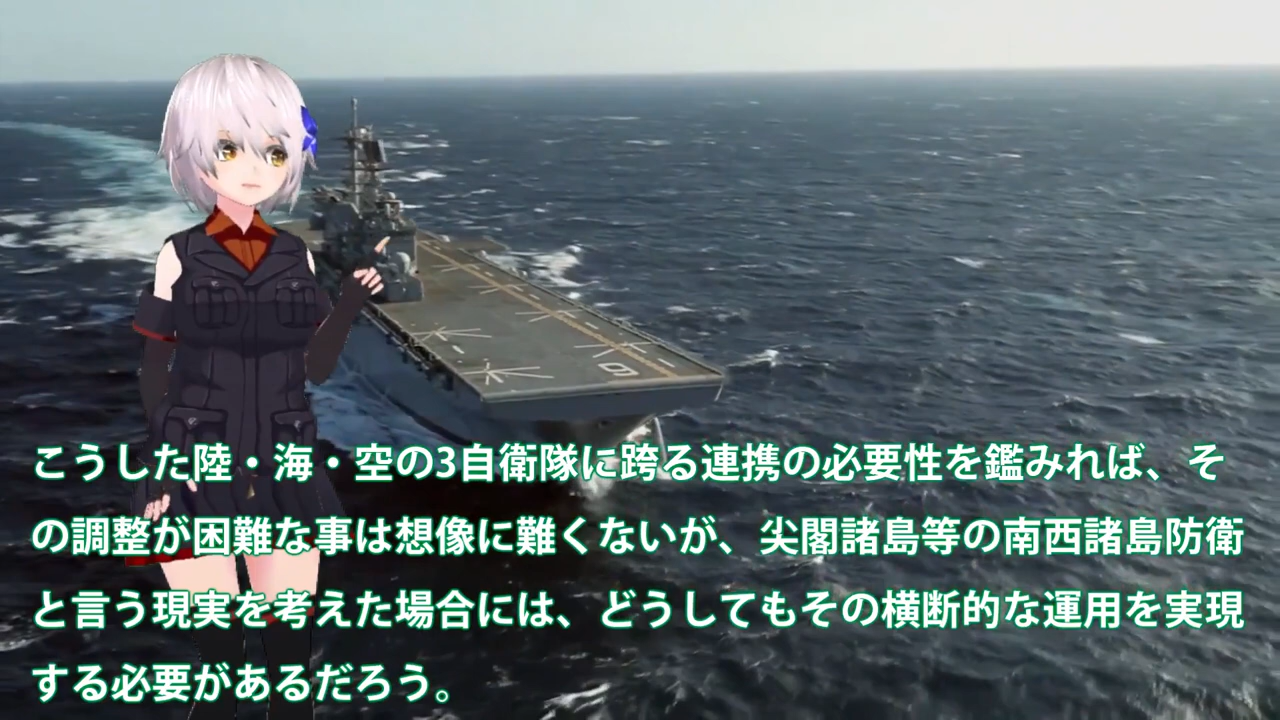 6
こうした陸・海・空の3自衛隊に跨る連携の必要性を鑑みれば、そ
の調整が困難な事は想像に難くないが、尖閣諸島等の南西諸島防衛
と言う現実を考えた場合には、どうしてもその横断的な運用を実現
する必要があるだろう。